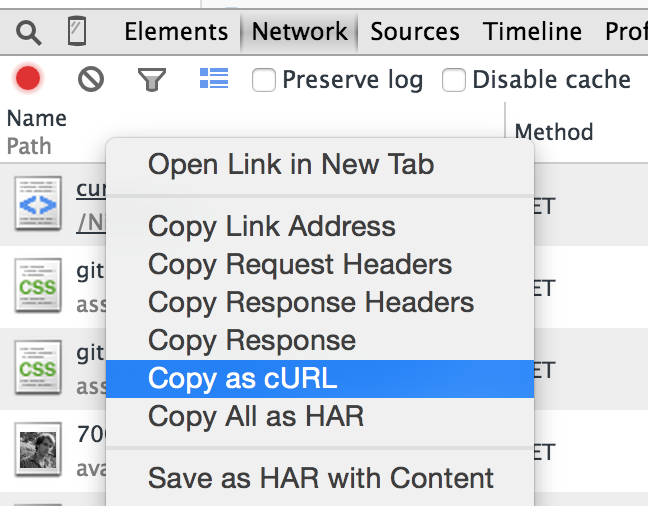 Elements Network Sources Timeline Prof
Preserve log Disable cache
Name
Path
Method
Open Link in New Tab
cur
/N
ET
Copy Link Address
Copy Request Headers
git
CSS
ET
Copy Response Headers
ass
Copy Response
git
CSS
ET
Copy as cURL
ass
Copy All as HAR
700
ET
ava
Save as HAR with Content